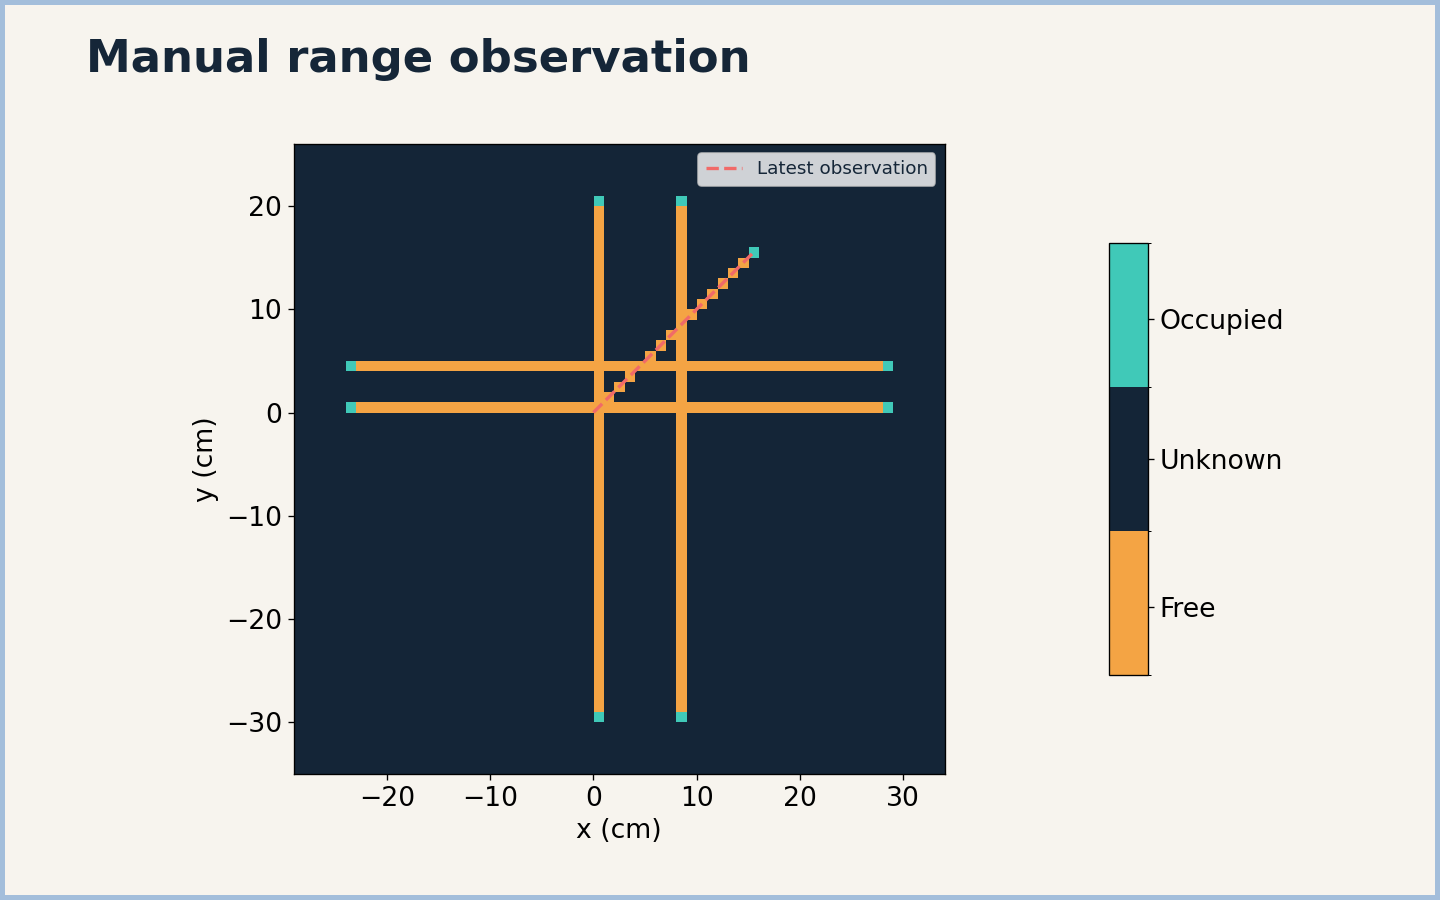 Manual range observation
Latest observation
20
10
0
−10
−20
−30
y (cm)
−20
−10
0
10
20
30
x (cm)
Occupied
Unknown
Free